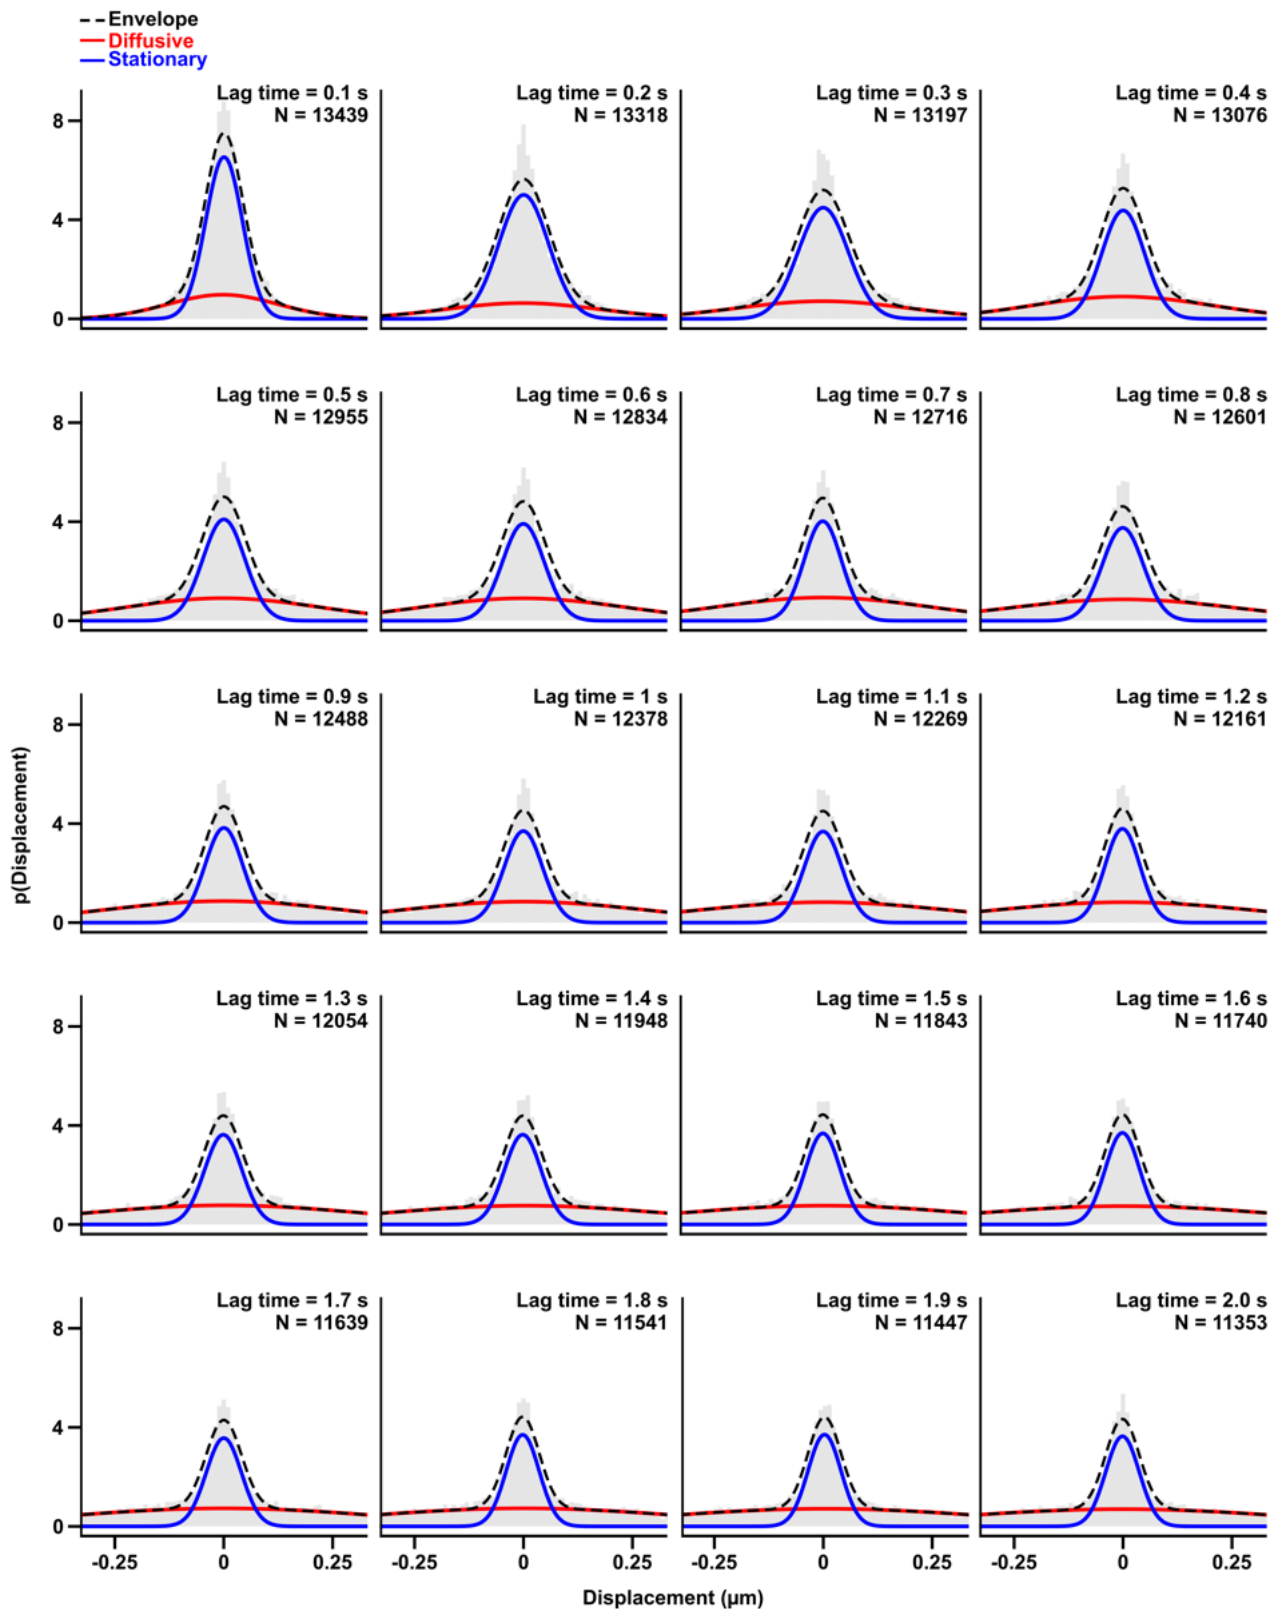 Envelope
Diffusive
Stationary
Lag time = 0.1 s
N = 13439
Lag time = 0.2 s
N = 13318
Lag time = 0.3 s
N = 13197
Lag time = 0.4 s
N = 13076
8
4
0
Lag time = 0.5 s
N = 12955
Lag time = 0.6 s
N = 12834
Lag time = 0.7 s
N = 12716
Lag time = 0.8 s
N = 12601
8
4
0
Lag time = 0.9 s
N = 12488
Lag time = 1 s
N = 12378
Lag time = 1.1 s
N = 12269
Lag time = 1.2 s
N = 12161
8
4
0
p(Displacement)
Lag time = 1.3 s
N = 12054
Lag time = 1.4 s
N = 11948
Lag time = 1.5 s
N = 11843
Lag time = 1.6 s
N = 11740
8
4
0
Lag time = 1.7 s
N = 11639
Lag time = 1.8 s
N = 11541
Lag time = 1.9 s
N = 11447
Lag time = 2.0 s
N = 11353
8
4
0
-0.25 0 0.25 -0.25 0 0.25 -0.25 0 0.25 -0.25 0 0.25
Displacement (µm)